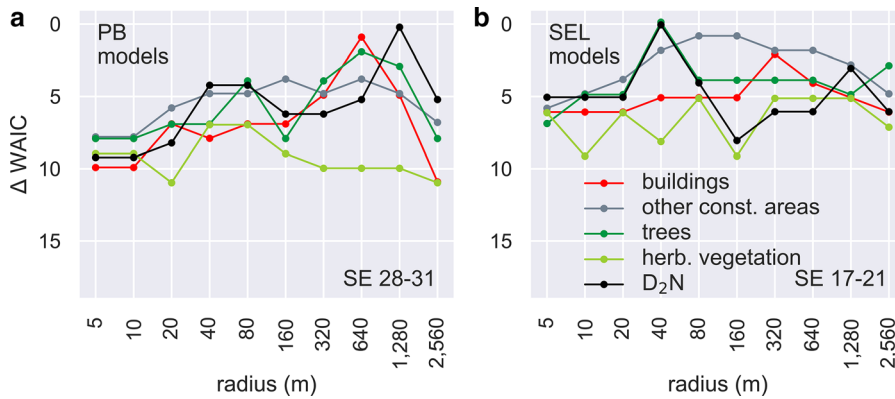 a
PB
models
0
5
10
15
Δ WAIC
SE 28-31
5
10
20
40
80
160
320
640
1,280
2,560
radius (m)
b
SEL
models
0
5
10
15
buildings
other const. areas
trees
herb. vegetation
D₂N
SE 17-21
5
10
20
40
80
160
320
640
1,280
2,560
radius (m)